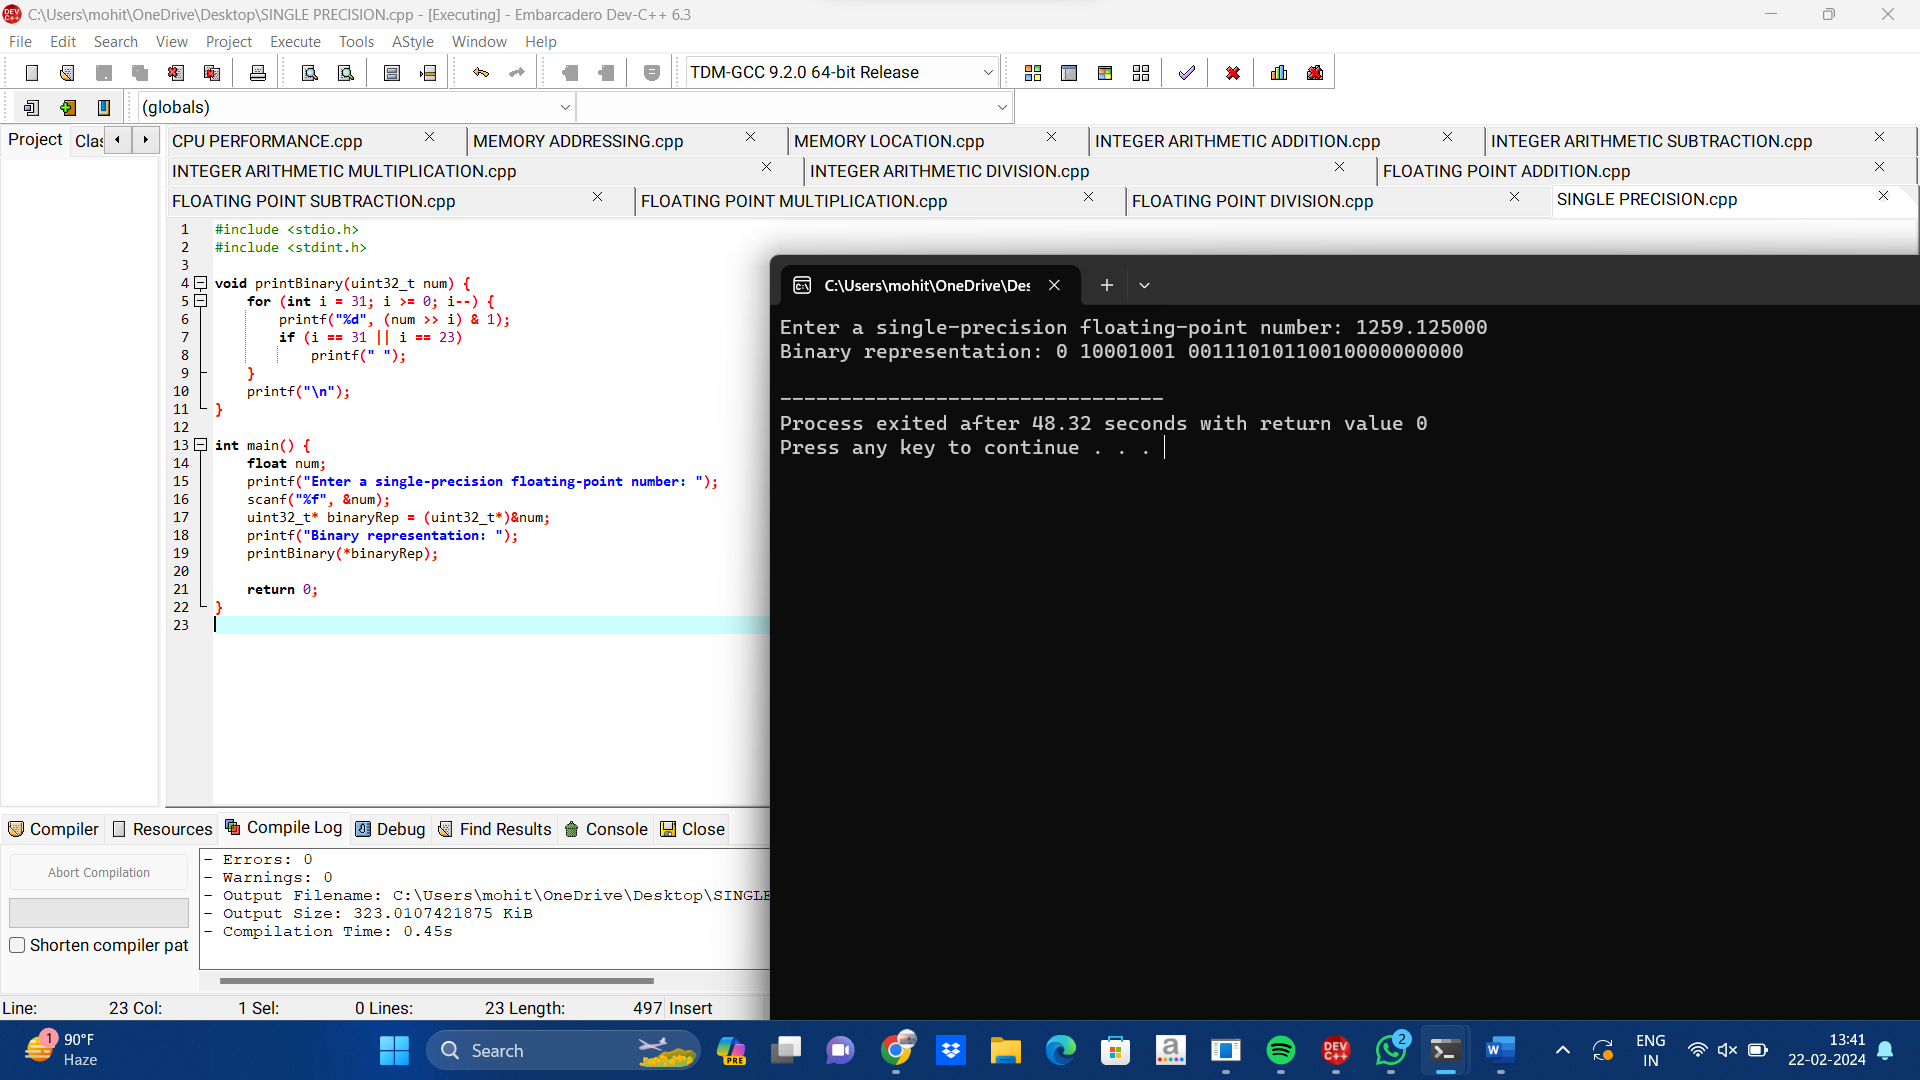 C:\Users\mohit\OneDrive\Desktop\SINGLE PRECISION.cpp - [Executing] - Embarcadero Dev-C++ 6.3
File Edit Search View Project Execute Tools AStyle Window Help
TDM-GCC 9.2.0 64-bit Release
(globals)
Project Clas
CPU PERFORMANCE.cpp MEMORY ADDRESSING.cpp MEMORY LOCATION.cpp INTEGER ARITHMETIC ADDITION.cpp INTEGER ARITHMETIC SUBTRACTION.cpp
INTEGER ARITHMETIC MULTIPLICATION.cpp INTEGER ARITHMETIC DIVISION.cpp FLOATING POINT ADDITION.cpp
FLOATING POINT SUBTRACTION.cpp FLOATING POINT MULTIPLICATION.cpp FLOATING POINT DIVISION.cpp SINGLE PRECISION.cpp
1 #include <stdio.h>
2 #include <stdint.h>
3
4 void printBinary(uint32_t num) {
5 for (int i = 31; i >= 0; i--) {
6 printf("%d", (num >> i) & 1);
7 if (i == 31 || i == 23)
8 printf(" ");
9 }
10 printf("\n");
11 }
12
13 int main() {
14 float num;
15 printf("Enter a single-precision floating-point number: ");
16 scanf("%f", &num);
17 uint32_t* binaryRep = (uint32_t*)&num;
18 printf("Binary representation: ");
19 printBinary(*binaryRep);
20
21 return 0;
22 }
23
C:\Users\mohit\OneDrive\Des
Enter a single-precision floating-point number: 1259.125000
Binary representation: 0 10001001 00111010110010000000000
--------------------------------
Process exited after 48.32 seconds with return value 0
Press any key to continue . . .
Compiler Resources Compile Log Debug Find Results Console Close
Abort Compilation
Shorten compiler pat
- Errors: 0
- Warnings: 0
- Output Filename: C:\Users\mohit\OneDrive\Desktop\SINGLE
- Output Size: 323.0107421875 KiB
- Compilation Time: 0.45s
Line: 23 Col: 1 Sel: 0 Lines: 23 Length: 497 Insert
1 90°F
Haze
Search
PRE
DEV C++
2
ENG
IN
13:41
22-02-2024